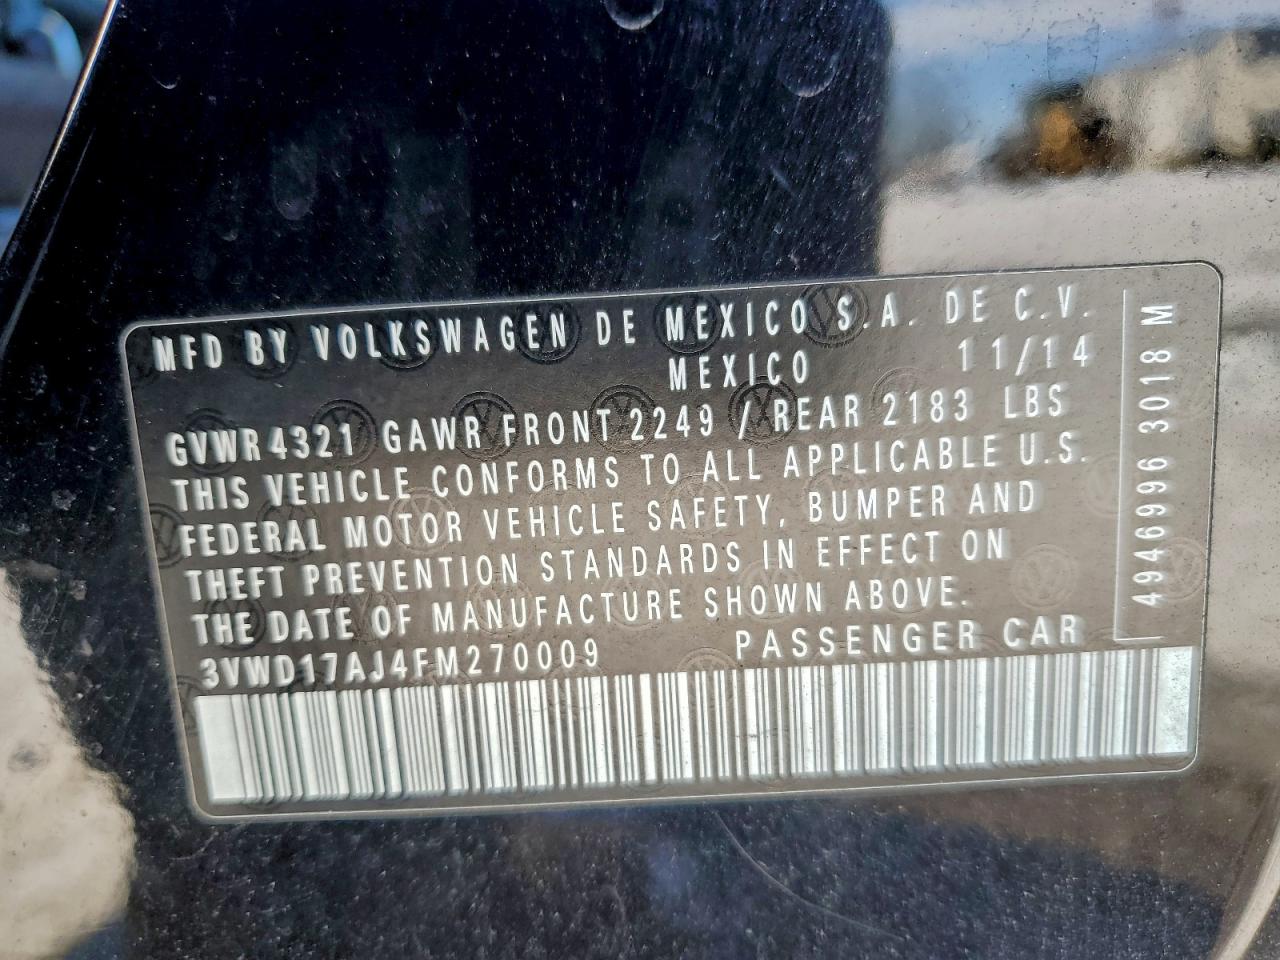 MFD BY VOLKSWAGEN DE MEXICO S.A. DE C.V.
MEXICO 11/14
GVWR 4321 GAWR FRONT 2249 / REAR 2183 LBS
THIS VEHICLE CONFORMS TO ALL APPLICABLE U.S.
FEDERAL MOTOR VEHICLE SAFETY, BUMPER AND
THEFT PREVENTION STANDARDS IN EFFECT ON
THE DATE OF MANUFACTURE SHOWN ABOVE.
3VWD17AJ4FM270009 PASSENGER CAR
4946996 3018 M